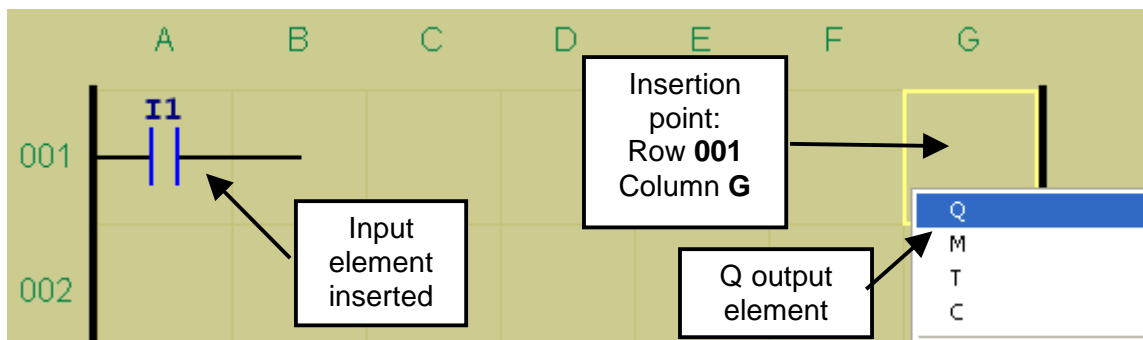 A B C D E F G
I1
001
002
Input
element
inserted
Insertion
point:
Row 001
Column G
Q output
element
Q
M
T
C